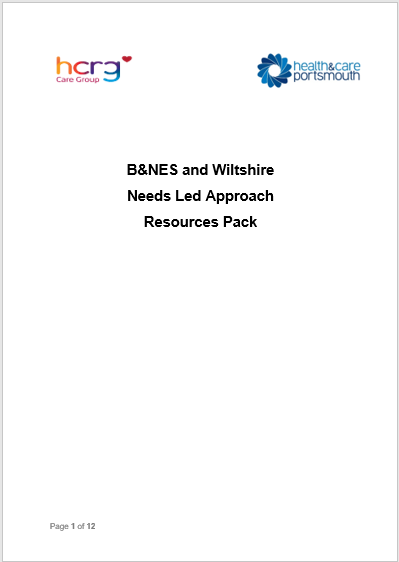 hcrg
Care Group
health&care
portsmouth
B&NES and Wiltshire
Needs Led Approach
Resources Pack
Page 1 of 12